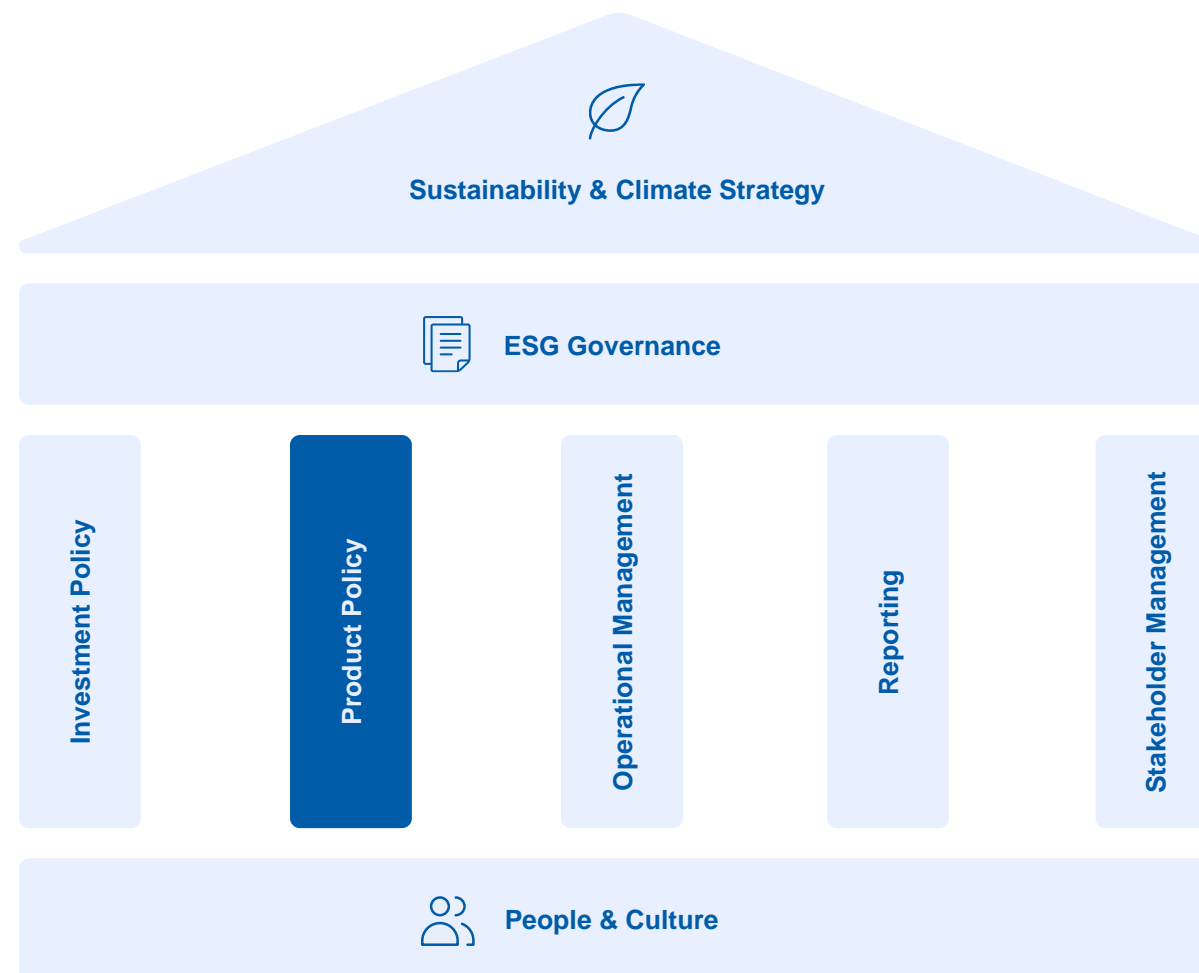 Sustainability & Climate Strategy
ESG Governance
Investment Policy
Product Policy
Operational Management
Reporting
Stakeholder Management
People & Culture